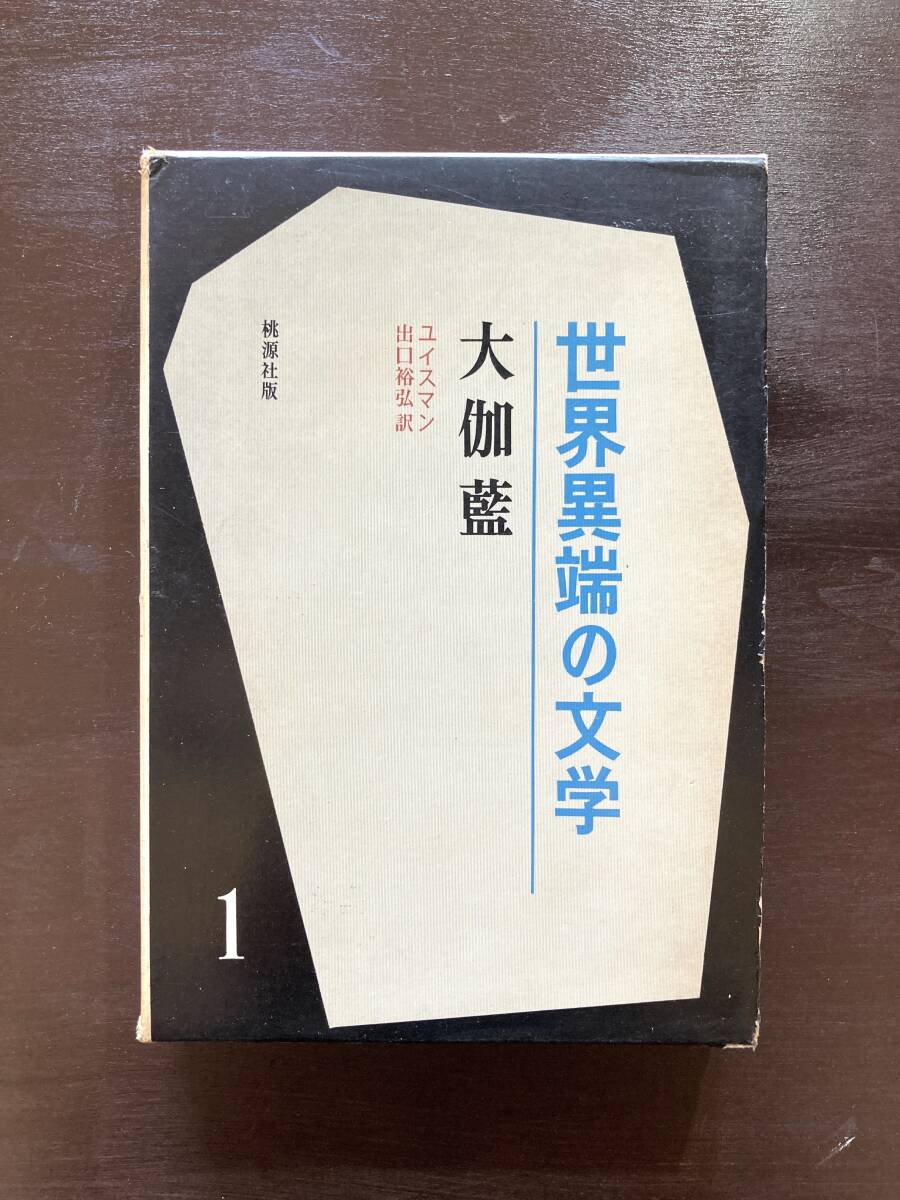 世界異端の文学
大伽藍
ユイスマン
出口裕弘訳
桃源社版
1